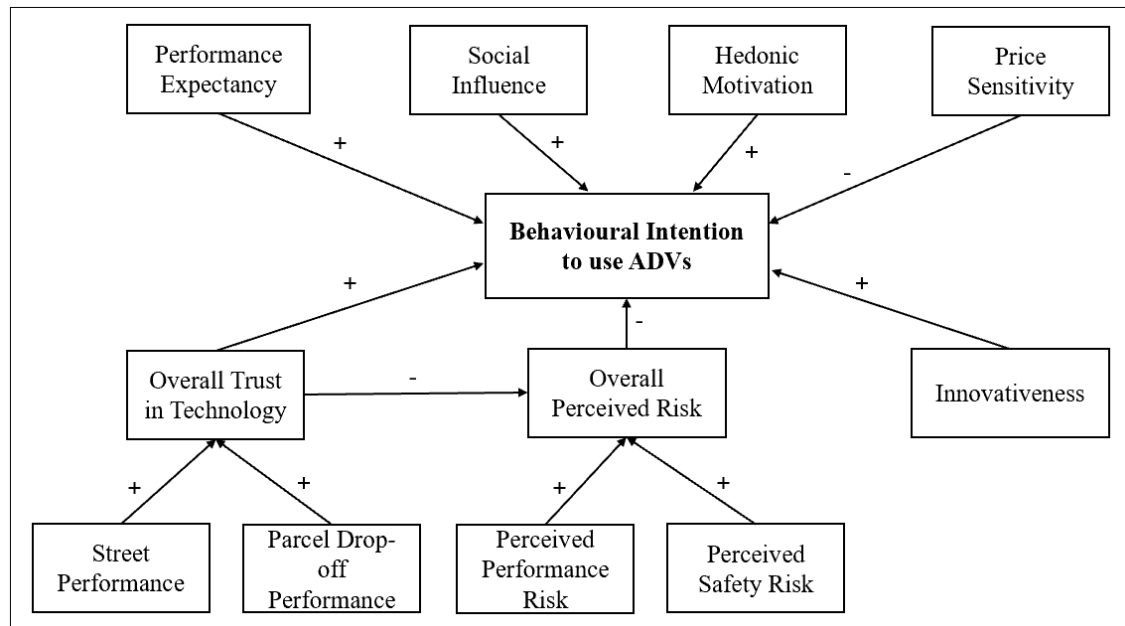 Performance
Expectancy
Social
Influence
Hedonic
Motivation
Price
Sensitivity
+
+
+
-
Behavioural Intention
to use ADVs
+
+
-
Overall Trust
in Technology
-
Overall
Perceived Risk
Innovativeness
+
+
+
+
Street
Performance
Parcel Drop-
off
Performance
Perceived
Performance
Risk
Perceived
Safety Risk